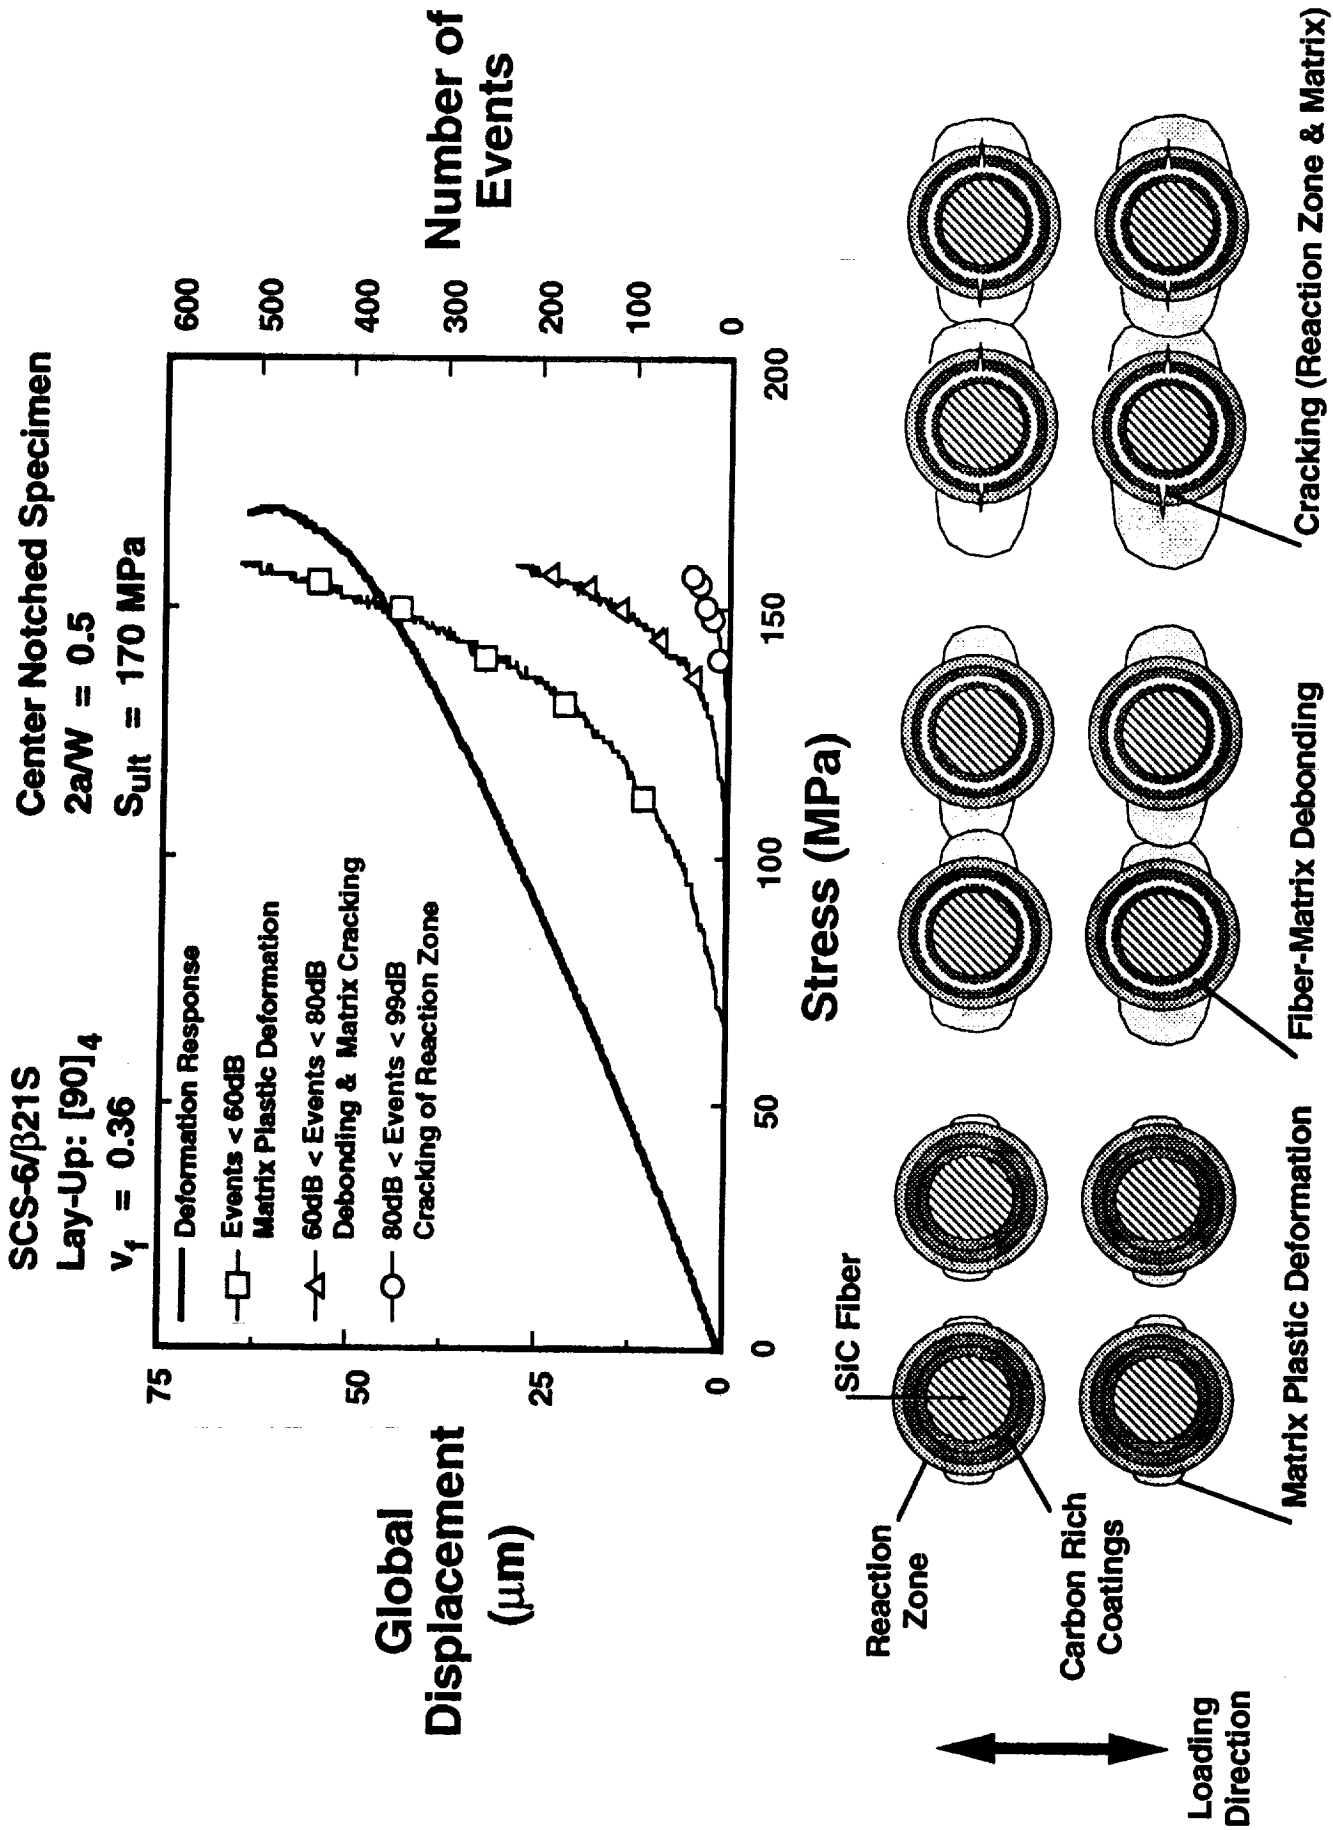 SCS-6/β21S
Lay-Up: [90]4
vf = 0.36
Center Notched Specimen
2a/W = 0.5
Sult = 170 MPa
Global
Displacement
(μm)
75
50
25
0
Deformation Response
Events < 60dB
Matrix Plastic Deformation
60dB < Events < 80dB
Debonding & Matrix Cracking
80dB < Events < 99dB
Cracking of Reaction Zone
600
500
400
300
200
100
0
Number of
Events
0
50
100
150
200
Stress (MPa)
Loading
Direction
Reaction
Zone
SiC Fiber
Carbon Rich
Coatings
Matrix Plastic Deformation
Fiber-Matrix Debonding
Cracking (Reaction Zone & Matrix)